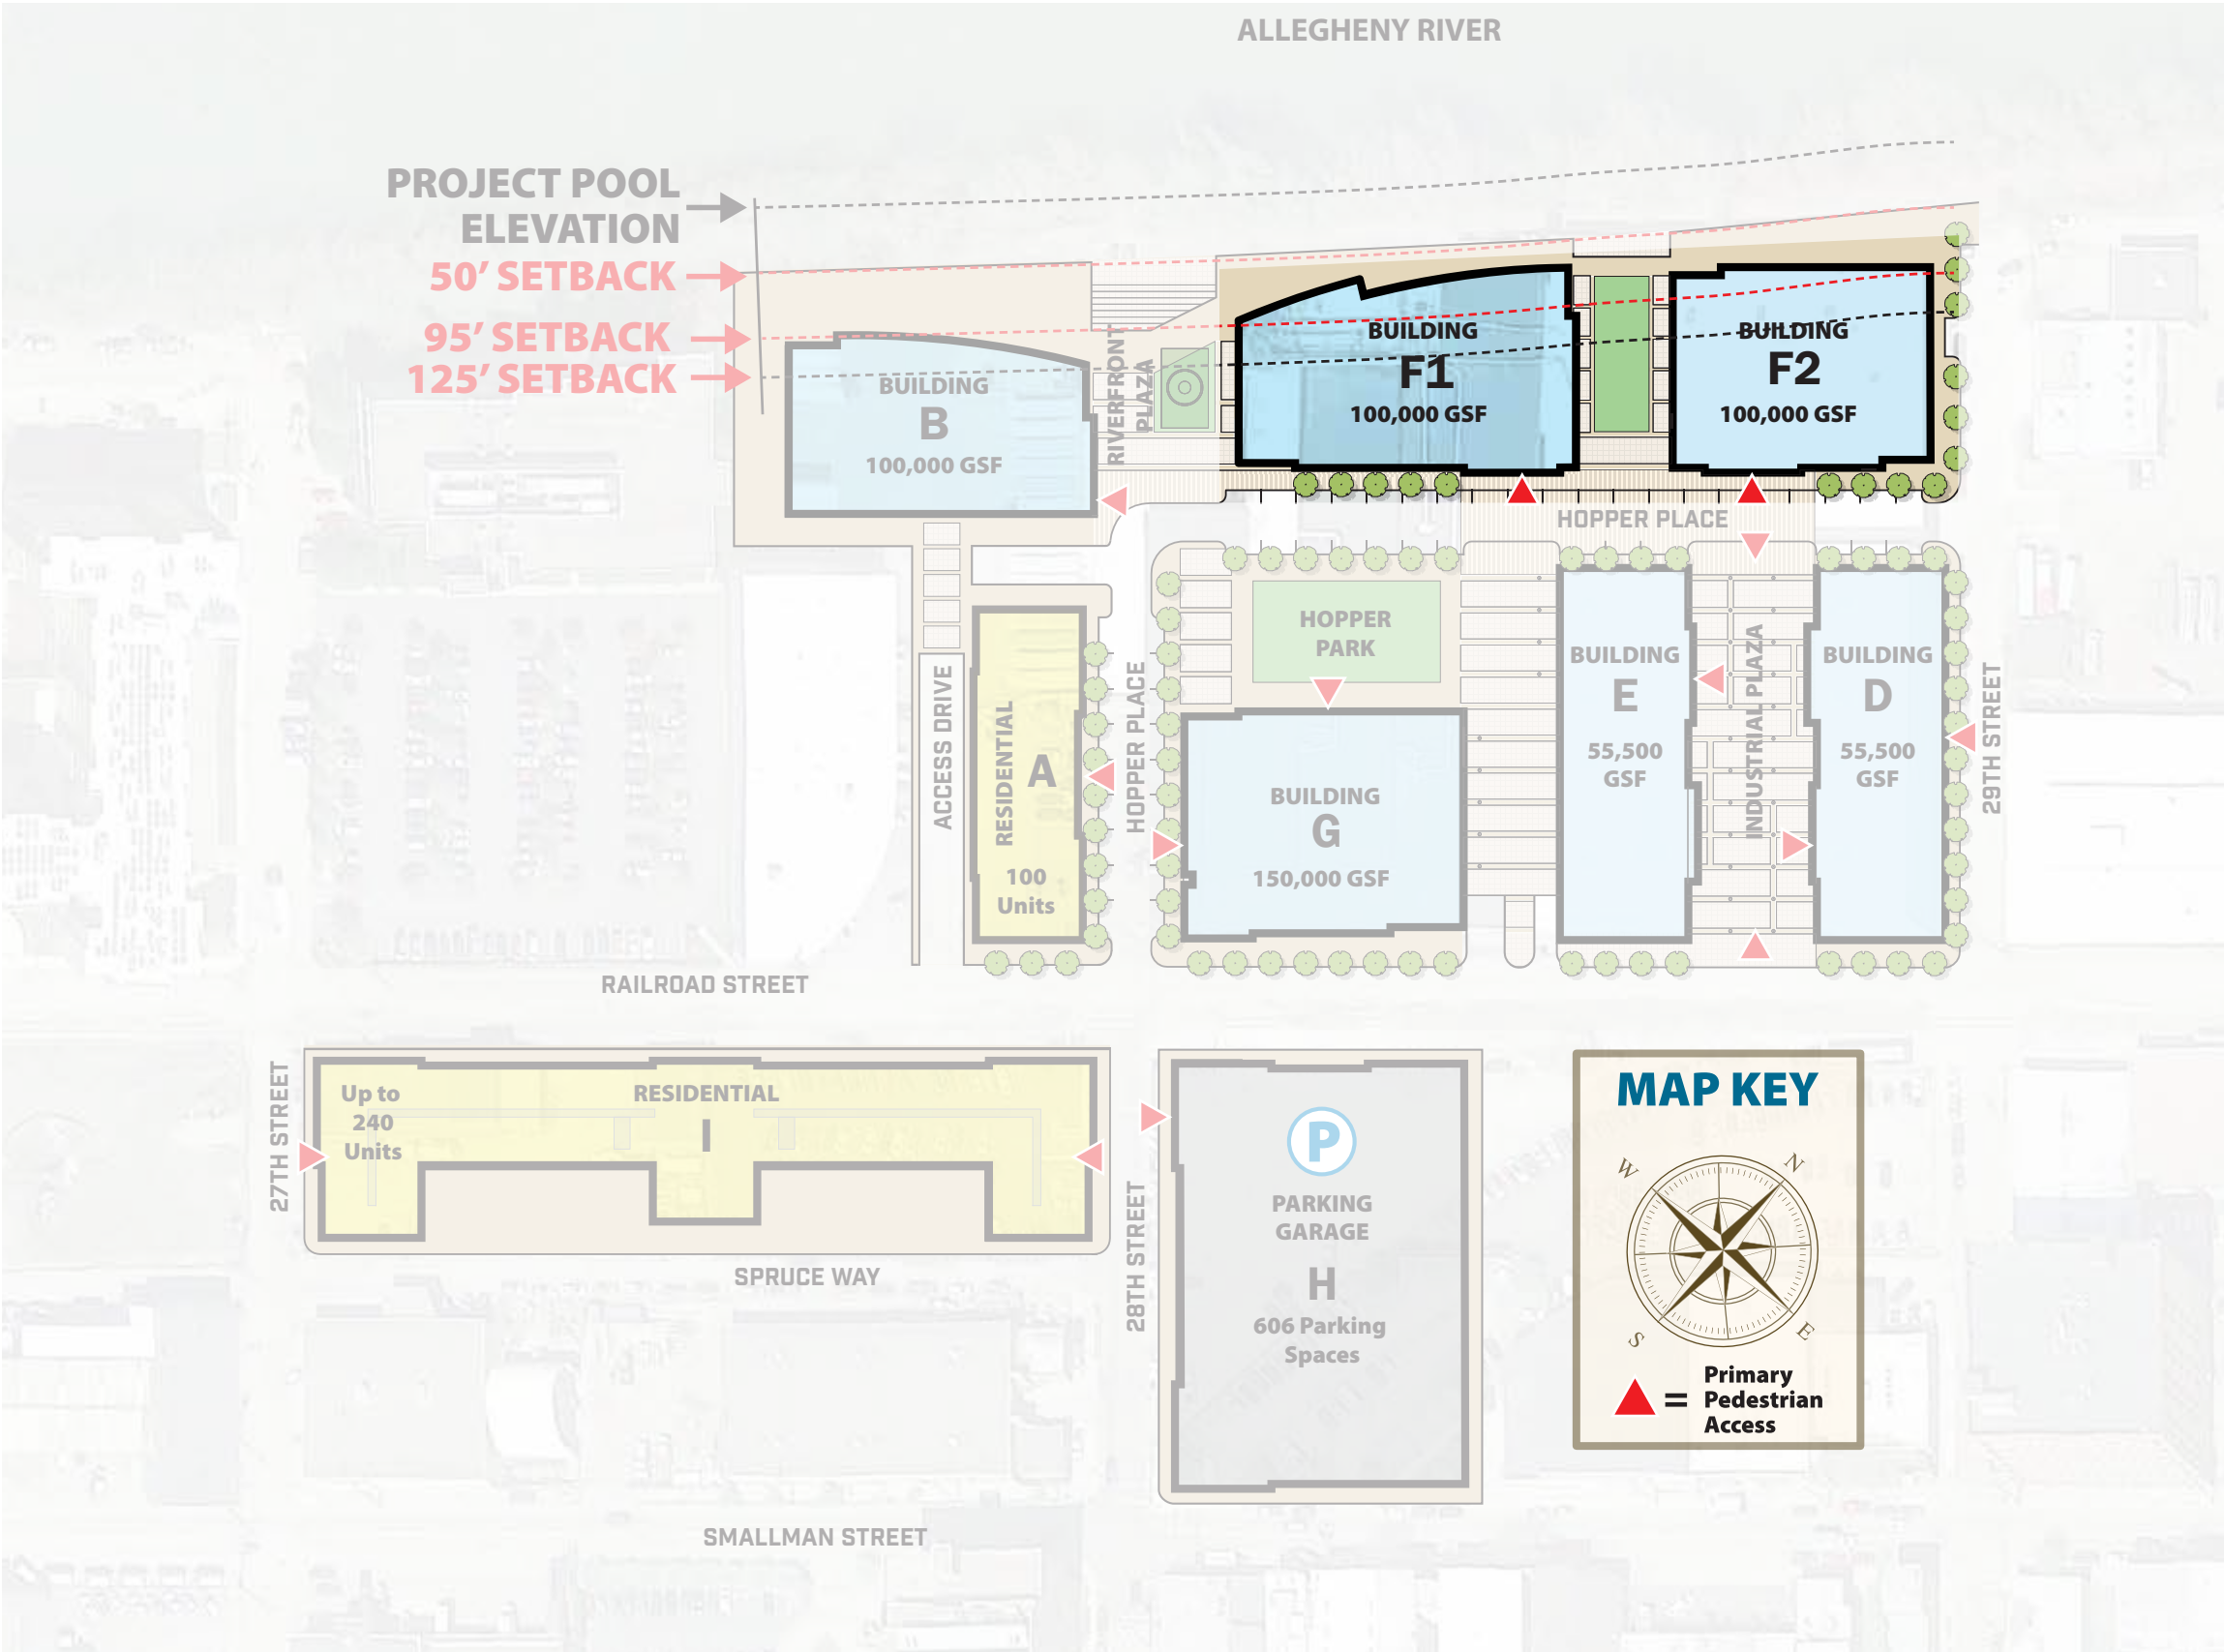 ALLEGHENY RIVER
PROJECT POOL
ELEVATION
50’ SETBACK
95’ SETBACK
125’ SETBACK
BUILDING
B
100,000 GSF
RIVERFRONT
PLAZA
BUILDING
F1
100,000 GSF
BUILDING
F2
100,000 GSF
HOPPER PLACE
HOPPER
PARK
ACCESS DRIVE
RESIDENTIAL
A
100
Units
HOPPER PLACE
BUILDING
G
150,000 GSF
BUILDING
E
55,500
GSF
INDUSTRIAL PLAZA
BUILDING
D
55,500
GSF
29TH STREET
RAILROAD STREET
27TH STREET
Up to
240
Units
RESIDENTIAL
I
SPRUCE WAY
28TH STREET
P
PARKING
GARAGE
H
606 Parking
Spaces
SMALLMAN STREET
MAP KEY
W
N
S
E
=
Primary
Pedestrian
Access